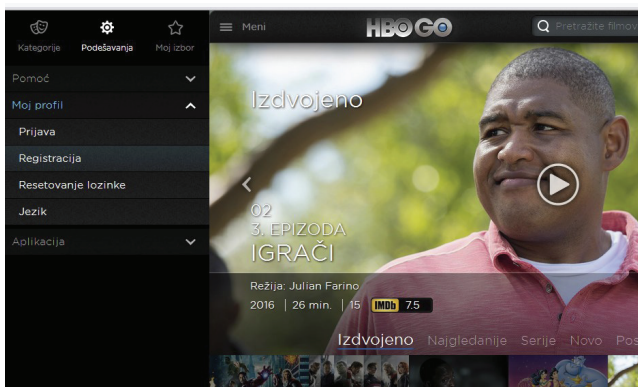 Kategorije
Podešavanja
Moj izbor
Pomoć
Moj profil
Prijava
Registracija
Resetovanje lozinke
Jezik
Aplikacija
Meni
HBO GO
Pretražite filmov
Izdvojeno
02
3. EPIZODA
IGRAČI
Režija: Julian Farino
2016 | 26 min. | 15 IMDb 7.5
Izdvojeno Najgledanije Serije Novo Pos